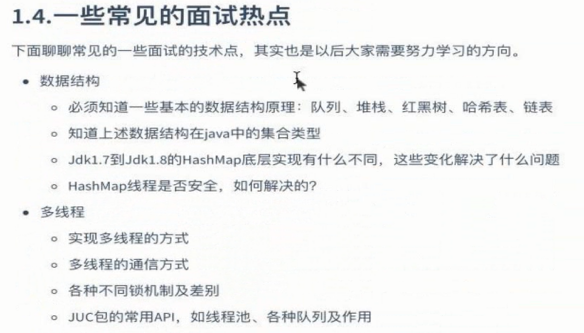 1.4.一些常见的面试热点
下面聊聊常见的一些面试的技术点，其实也是以后大家需要努力学习的方向。
• 数据结构
○ 必须知道一些基本的数据结构原理：队列、堆栈、红黑树、哈希表、链表
○ 知道上述数据结构在java中的集合类型
○ Jdk1.7到Jdk1.8的HashMap底层实现有什么不同，这些变化解决了什么问题
○ HashMap线程是否安全，如何解决的?
• 多线程
○ 实现多线程的方式
○ 多线程的通信方式
○ 各种不同锁机制及差别
○ JUC包的常用API，如线程池、各种队列及作用